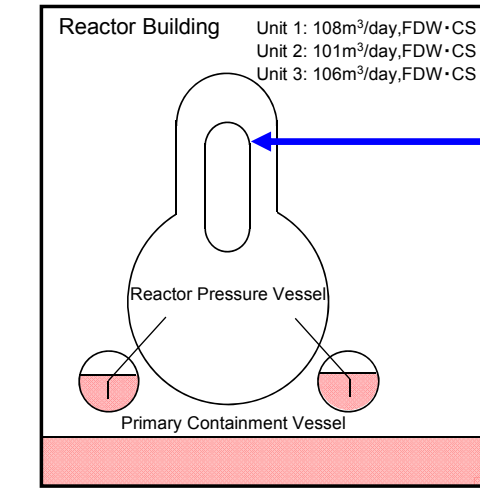 Reactor Building
Unit 1: 108m³/day,FDW・CS
Unit 2: 101m³/day,FDW・CS
Unit 3: 106m³/day,FDW・CS
Reactor Pressure Vessel
Primary Containment Vessel